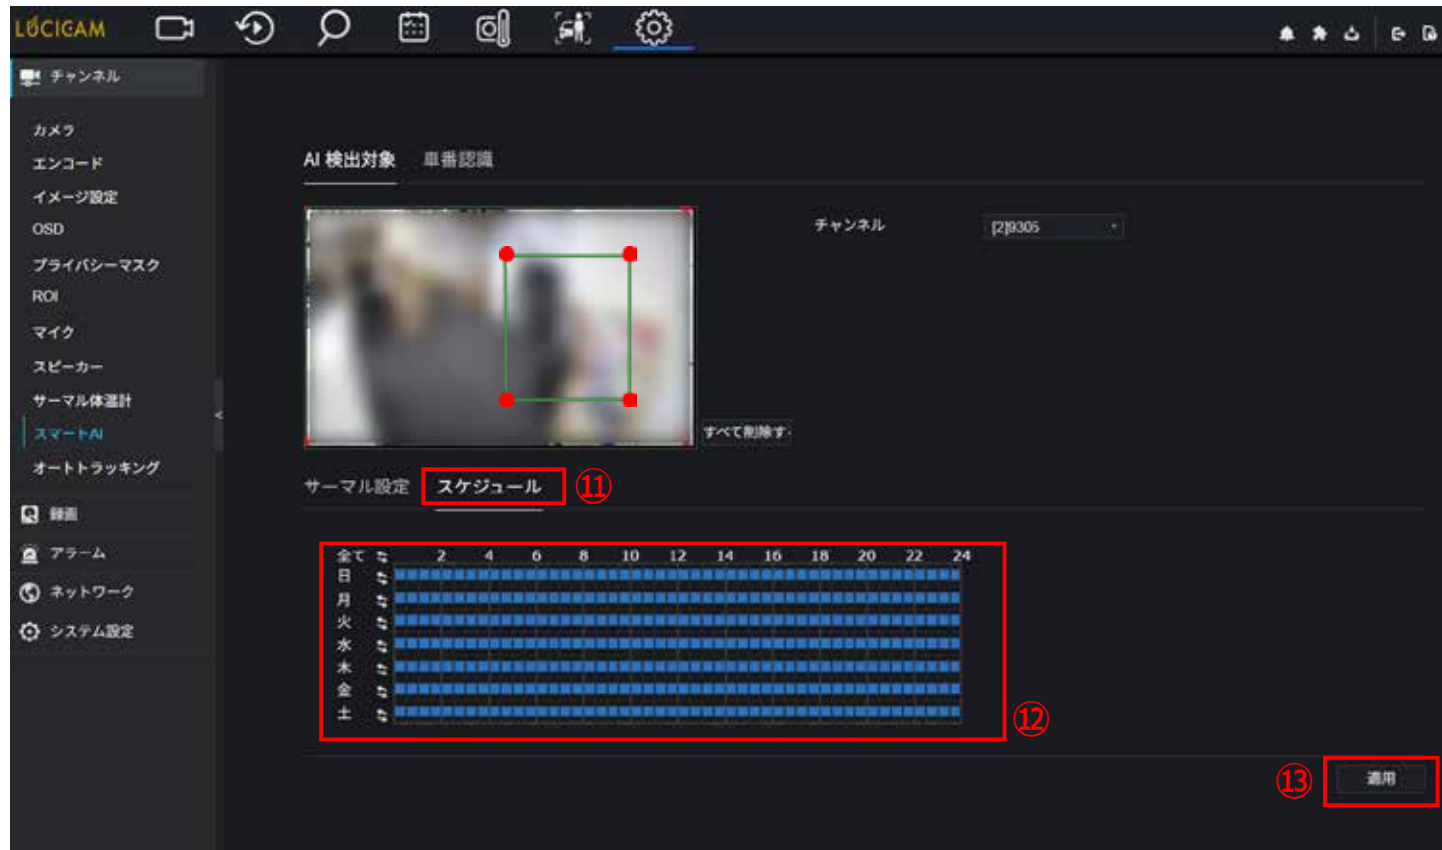 LÚCICAM
チャンネル
カメラ
エンコード
イメージ設定
OSD
プライバシーマスク
ROI
マイク
スピーカー
サーマル体温計
スマートAI
オートトラッキング
録画
アラーム
ネットワーク
システム設定
<
AI 検出対象 車番認識
チャンネル [2]9305
すべて削除す
サーマル設定 スケジュール ⑪
全て 2 4 6 8 10 12 14 16 18 20 22 24
日
月
火
水
木
金
土
⑫
⑬ 適用